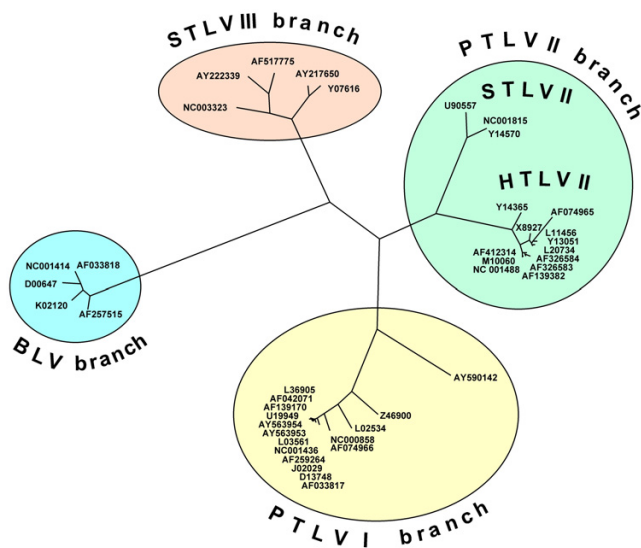 STLVIII branch
AF517775
AY222339
AY217650
Y07616
NC003323
PTLVII branch
STLVII
U90557
NC001815
Y14570
HTLVII
Y14365
AF074965
X8927
L11456
Y13051
AF412314
L20734
M10060
AF326584
NC 001488
AF326583
AF139382
NC001414
AF033818
D00647
K02120
AF257515
BLV branch
AY590142
L36905
AF042071
AF139170
U19949
AY563954
AY563953
L03561
NC001436
AF259264
J02029
D13748
AF033817
Z46900
L02534
NC000858
AF074966
PTLV I branch